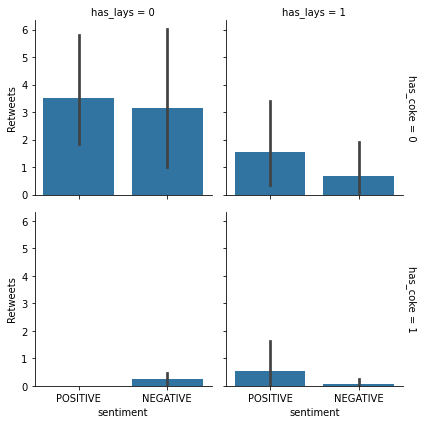 has_lays = 0
has_lays = 1
6
5
4
3
2
1
0
Retweets
has_coke = 0
6
5
4
3
2
1
0
Retweets
has_coke = 1
POSITIVE
NEGATIVE
sentiment
POSITIVE
NEGATIVE
sentiment